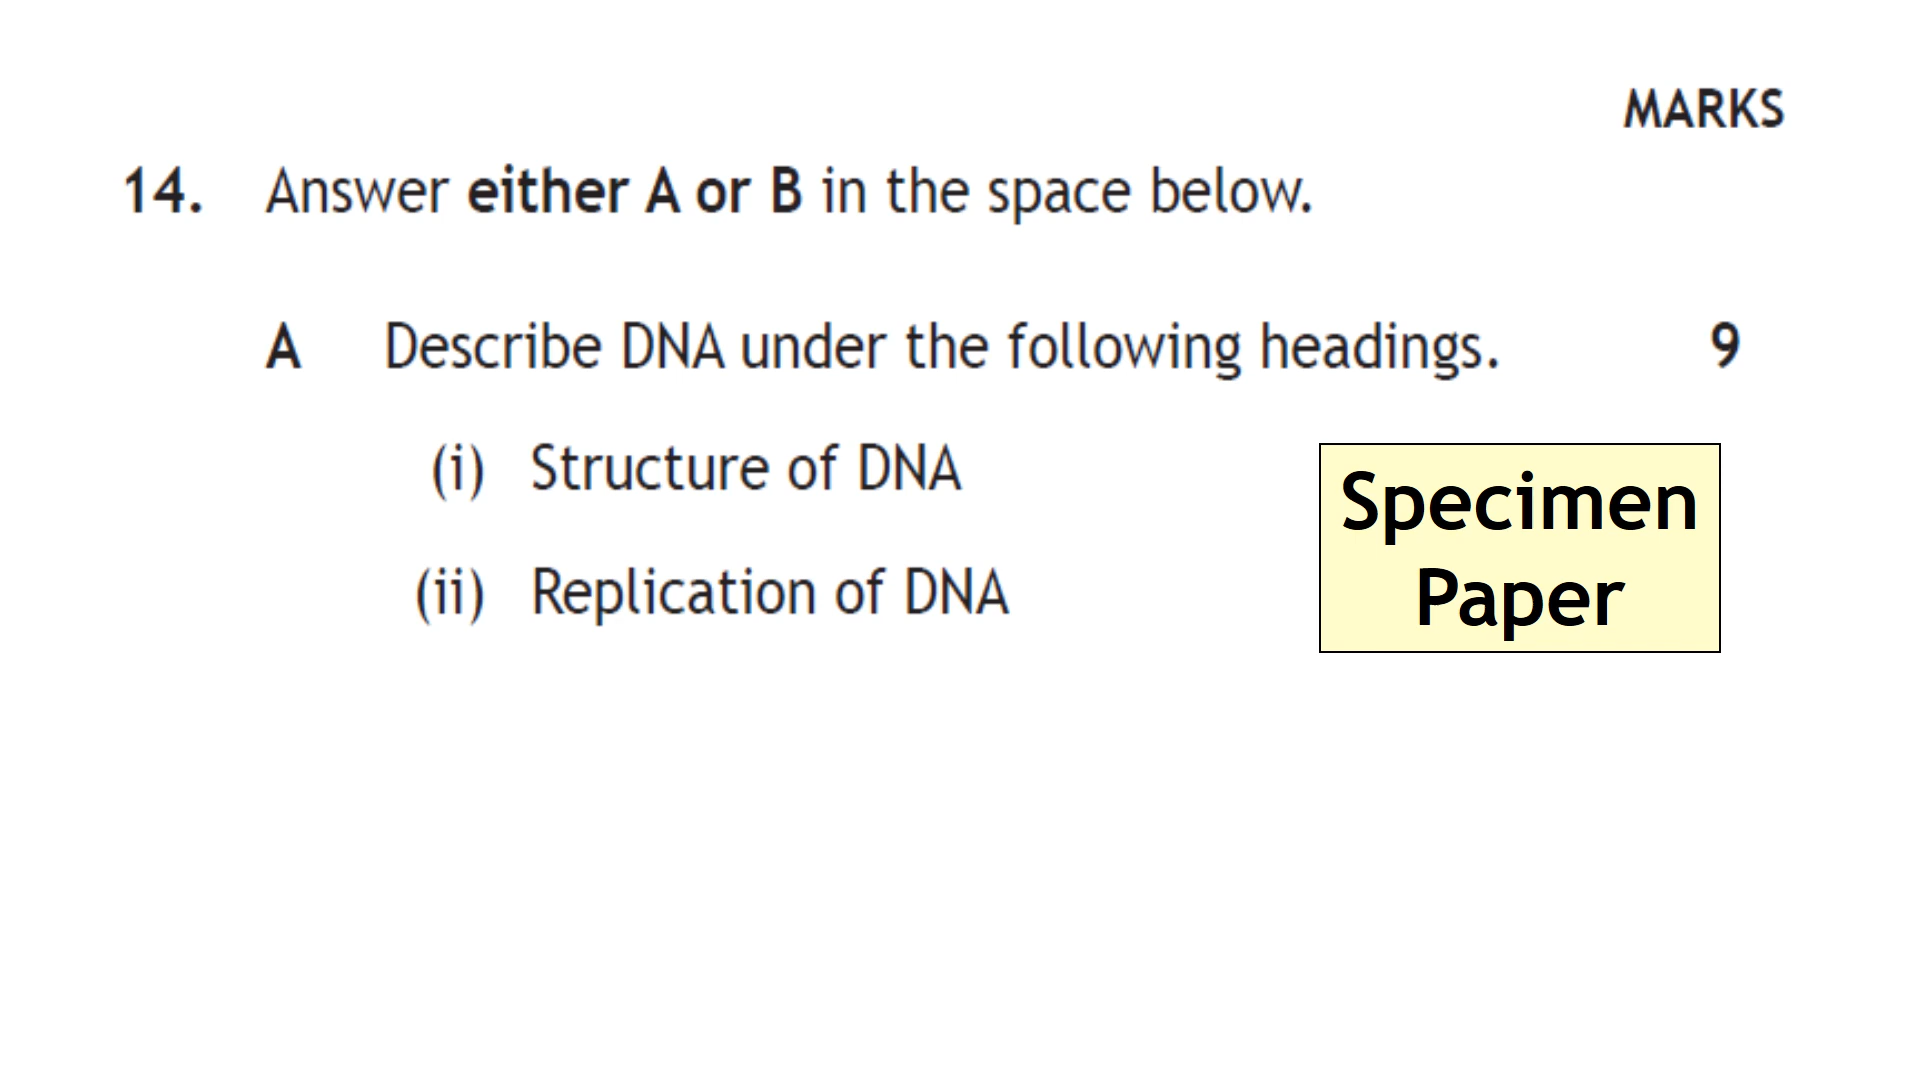 MARKS
14. Answer either A or B in the space below.
A Describe DNA under the following headings. 9
(i) Structure of DNA
(ii) Replication of DNA
Specimen
Paper